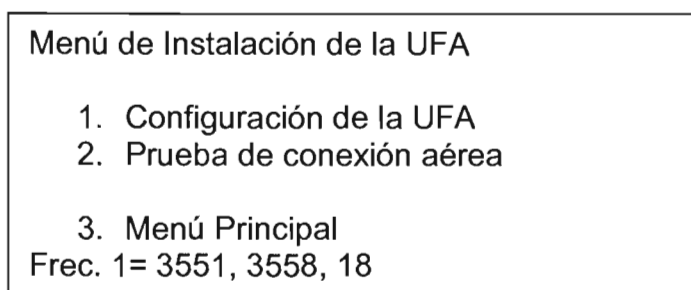 Menú de Instalación de la UFA
1. Configuración de la UFA
2. Prueba de conexión aérea
3. Menú Principal
Frec. 1= 3551, 3558, 18